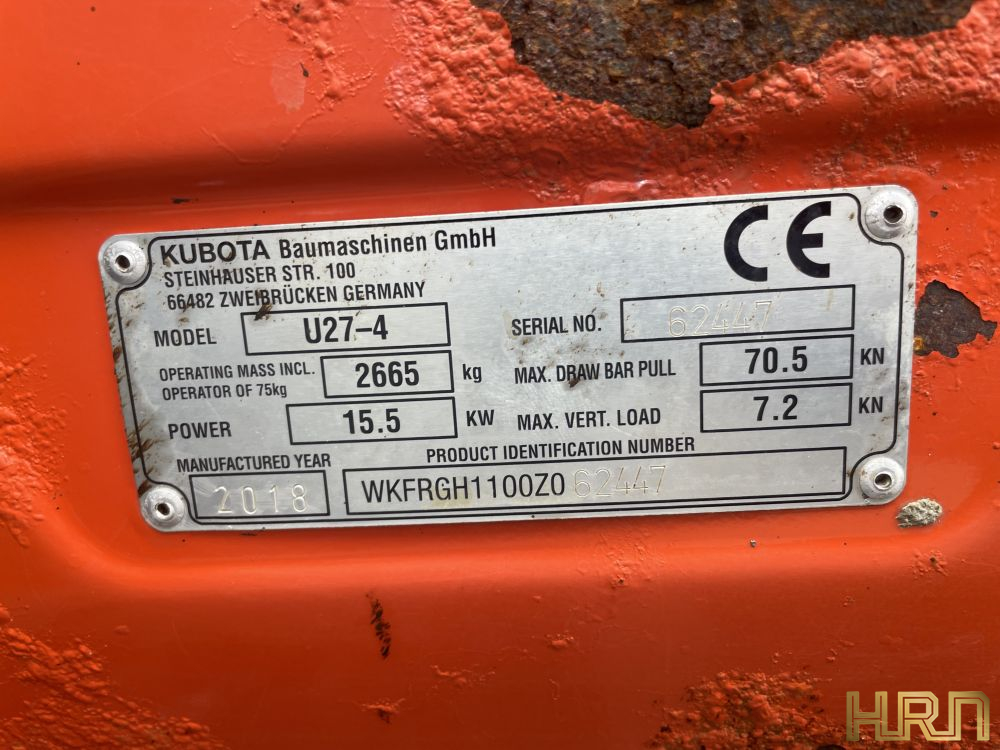 KUBOTA Baumaschinen GmbH
STEINHAUSER STR. 100
66482 ZWEIBRÜCKEN GERMANY
CE
MODEL U27-4
SERIAL NO. 62447
OPERATING MASS INCL.
OPERATOR OF 75kg
2665 kg
MAX. DRAW BAR PULL 70.5 KN
POWER 15.5 KW
MAX. VERT. LOAD 7.2 KN
MANUFACTURED YEAR
2018
PRODUCT IDENTIFICATION NUMBER
WKFRGH1100Z062447
HRN